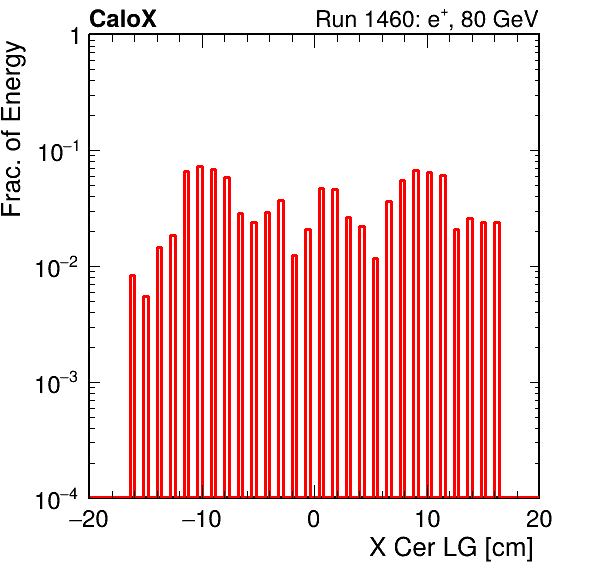 CaloX Run 1460: e⁺, 80 GeV
Frac. of Energy
1
10⁻¹
10⁻²
10⁻³
10⁻⁴
−20 −10 0 10 20
X Cer LG [cm]